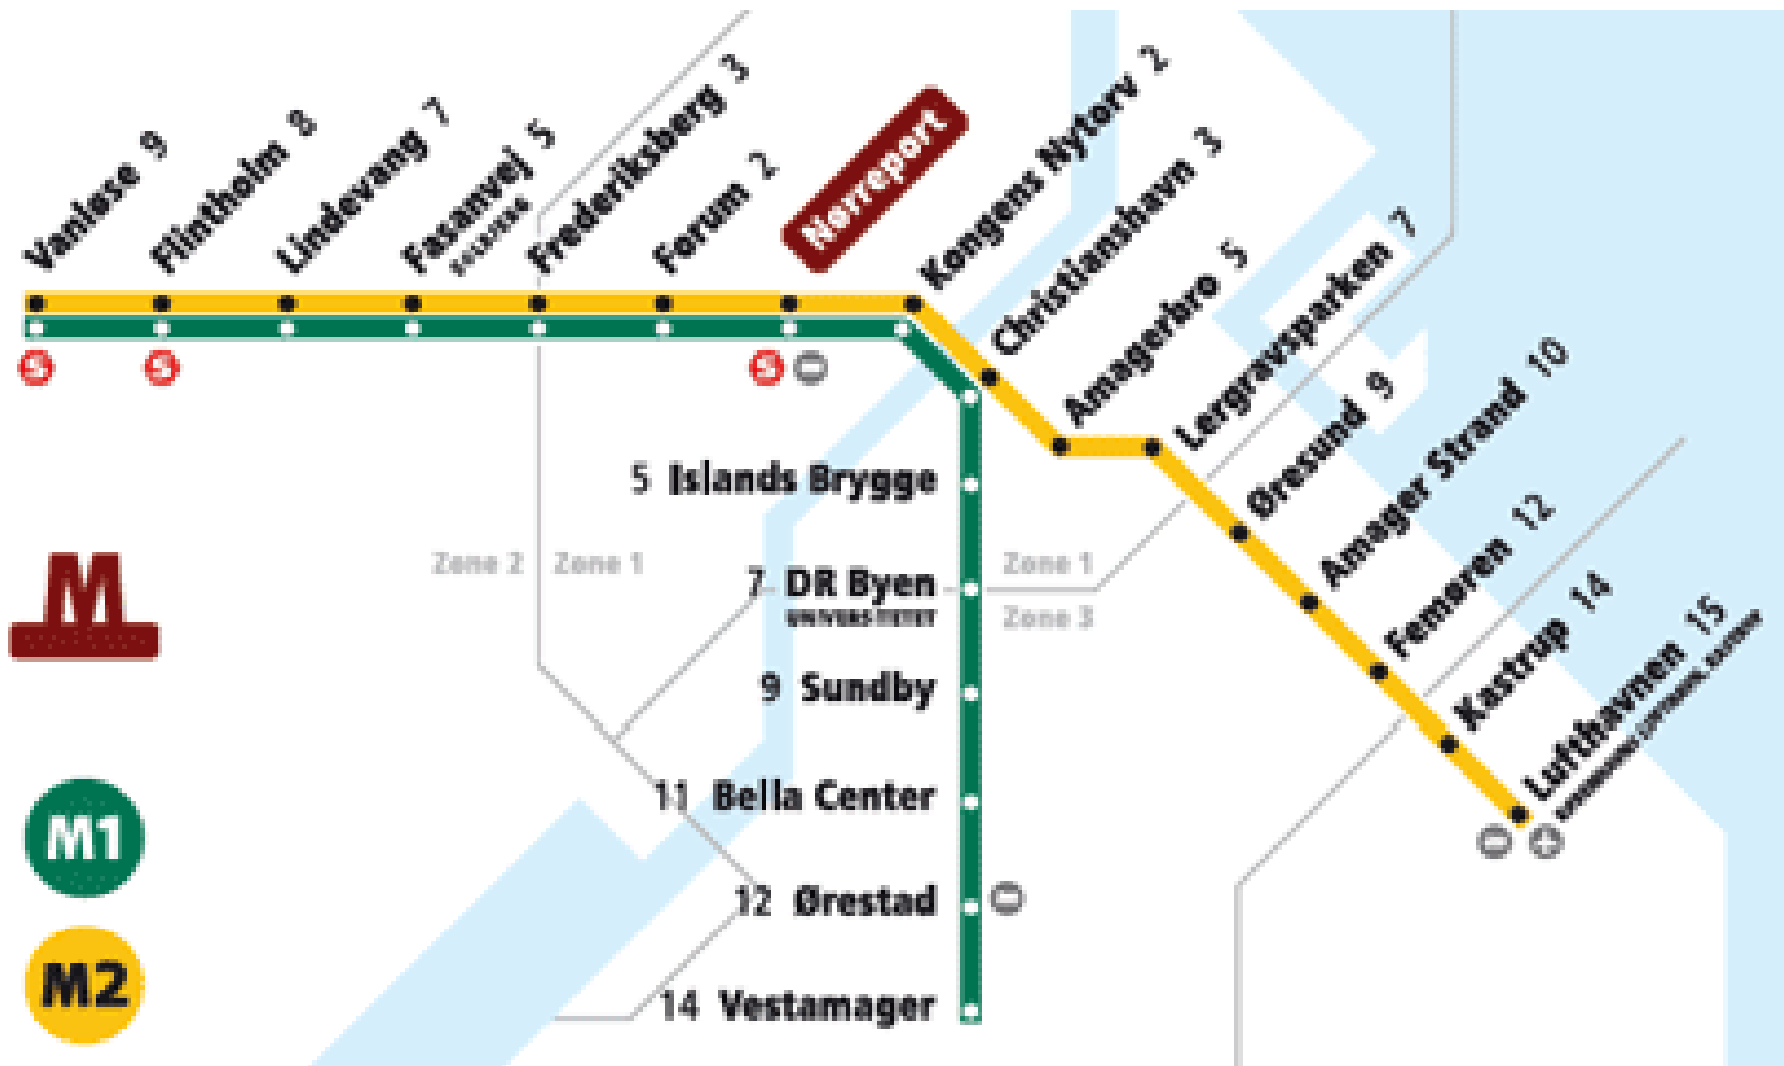 Vanløse 9
Flintholm 8
Lindevang 7
Fasanvej 5
Frederiksberg 3
Forum 2
Nørreport
Kongens Nytorv 2
Christianshavn 3
Amagerbro 5
Lergravsparken 7
Øresund 9
Amager Strand 10
Femøren 12
Kastrup 14
Lufthavnen 15
S
S
S
5 Islands Brygge
Zone 2
Zone 1
7 DR Byen
UNIVERSITETET
Zone 1
Zone 3
9 Sundby
11 Bella Center
12 Ørestad
14 Vestamager
M
M1
M2